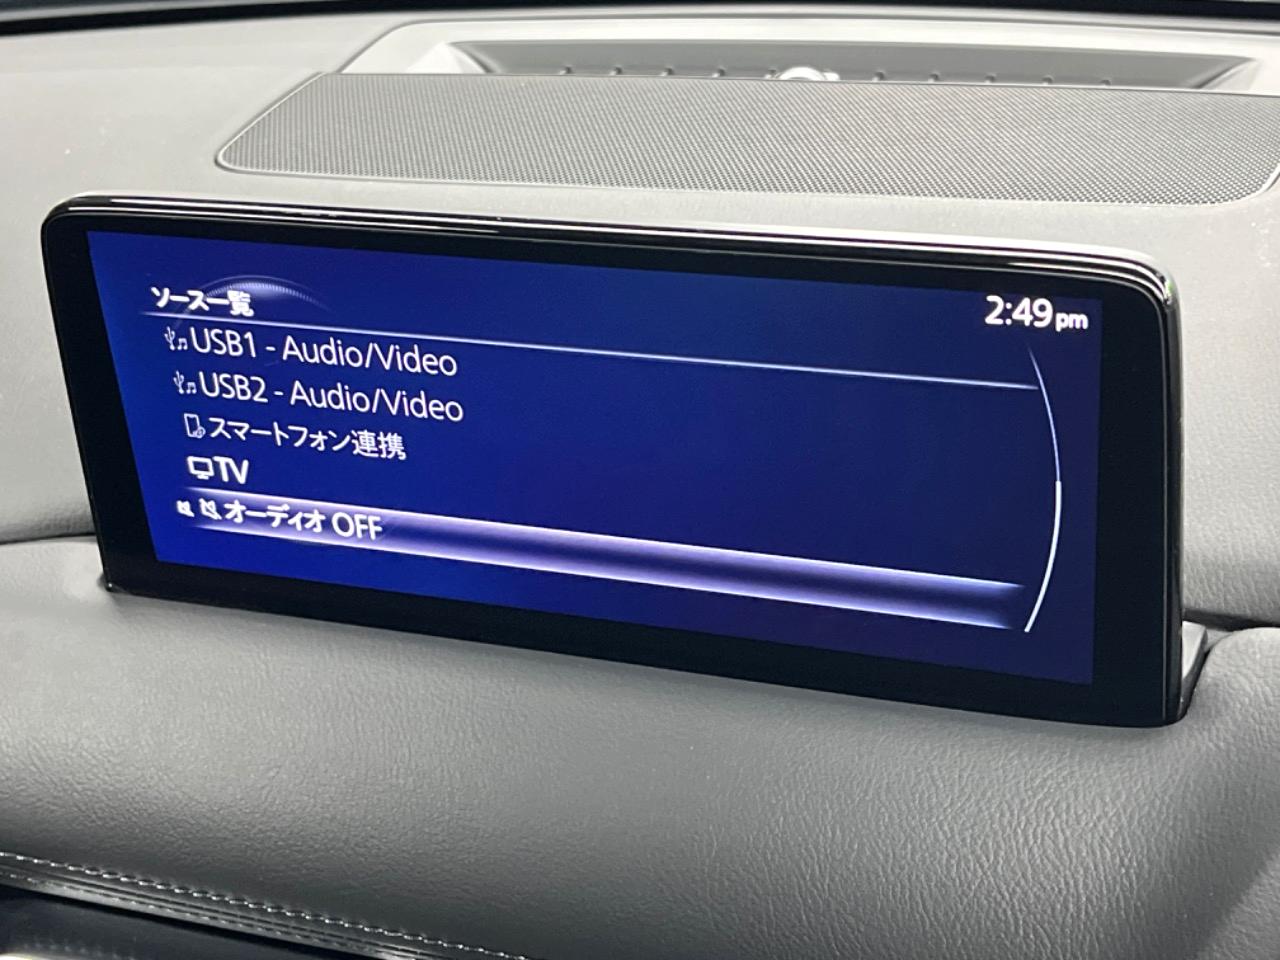 ソース一覧
2:49pm
USB1 - Audio/Video
USB2 - Audio/Video
スマートフォン連携
TV
オーディオ OFF